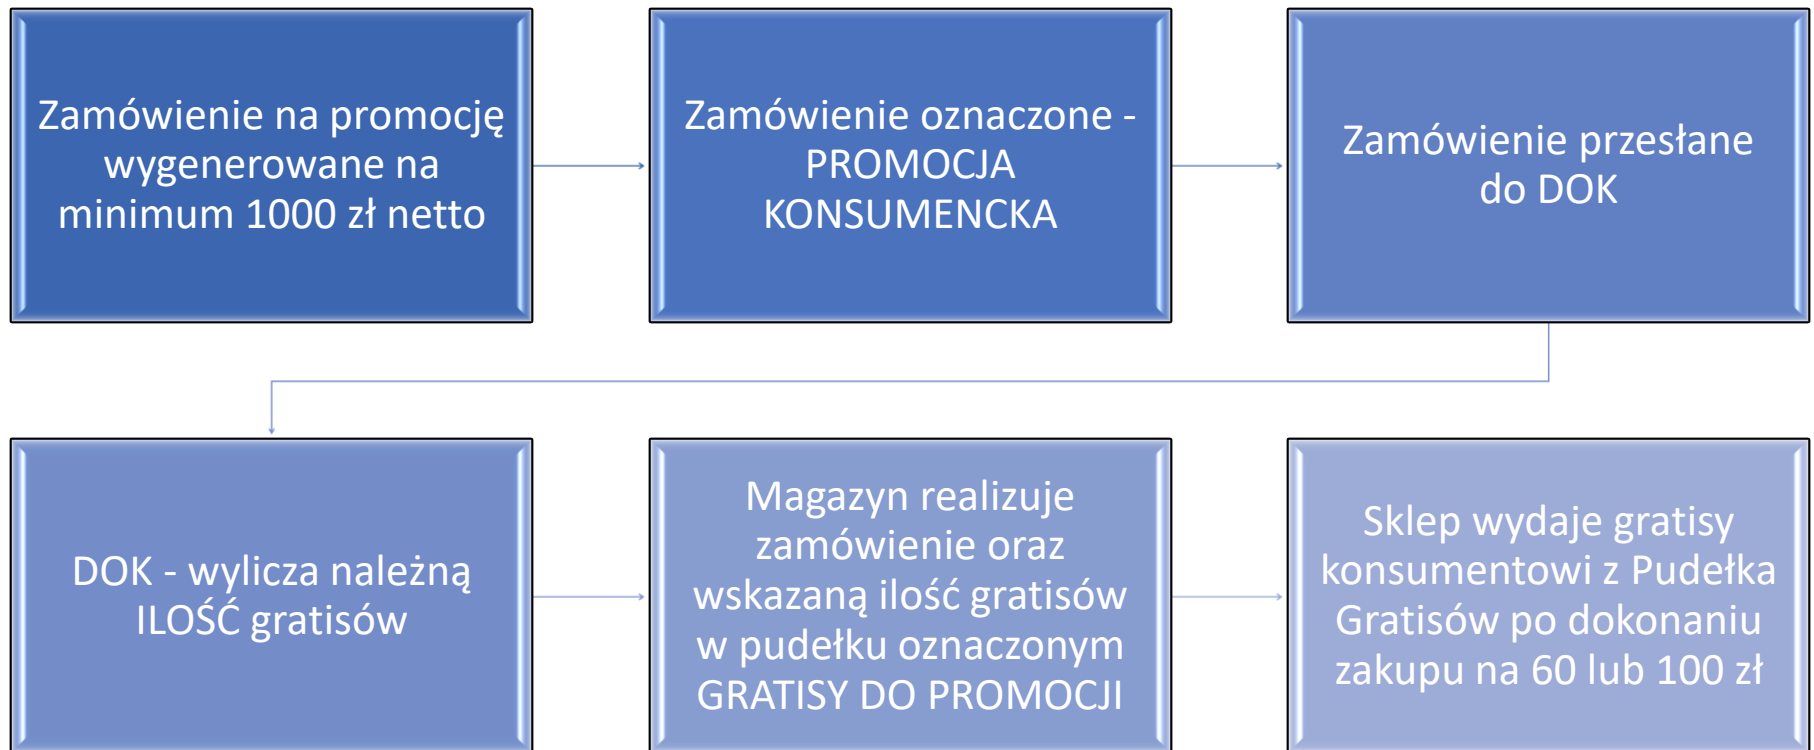 Zamówienie na promocję
wygenerowane na
minimum 1000 zł netto
Zamówienie oznaczone -
PROMOCJA
KONSUMENCKA
Zamówienie przesłane
do DOK
DOK - wylicza należną
ILOŚĆ gratisów
Magazyn realizuje
zamówienie oraz
wskazaną ilość gratisów
w pudełku oznaczonym
GRATISY DO PROMOCJI
Sklep wydaje gratisy
konsumentowi z Pudełka
Gratisów po dokonaniu
zakupu na 60 lub 100 zł